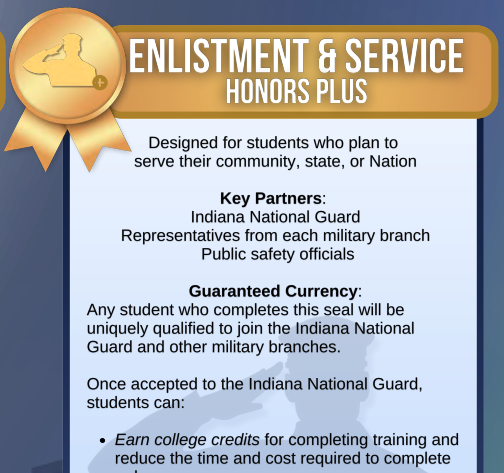 ENLISTMENT & SERVICE
HONORS PLUS
Designed for students who plan to
serve their community, state, or Nation
Key Partners:
Indiana National Guard
Representatives from each military branch
Public safety officials
Guaranteed Currency:
Any student who completes this seal will be
uniquely qualified to join the Indiana National
Guard and other military branches.
Once accepted to the Indiana National Guard,
students can:
• Earn college credits for completing training and
reduce the time and cost required to complete